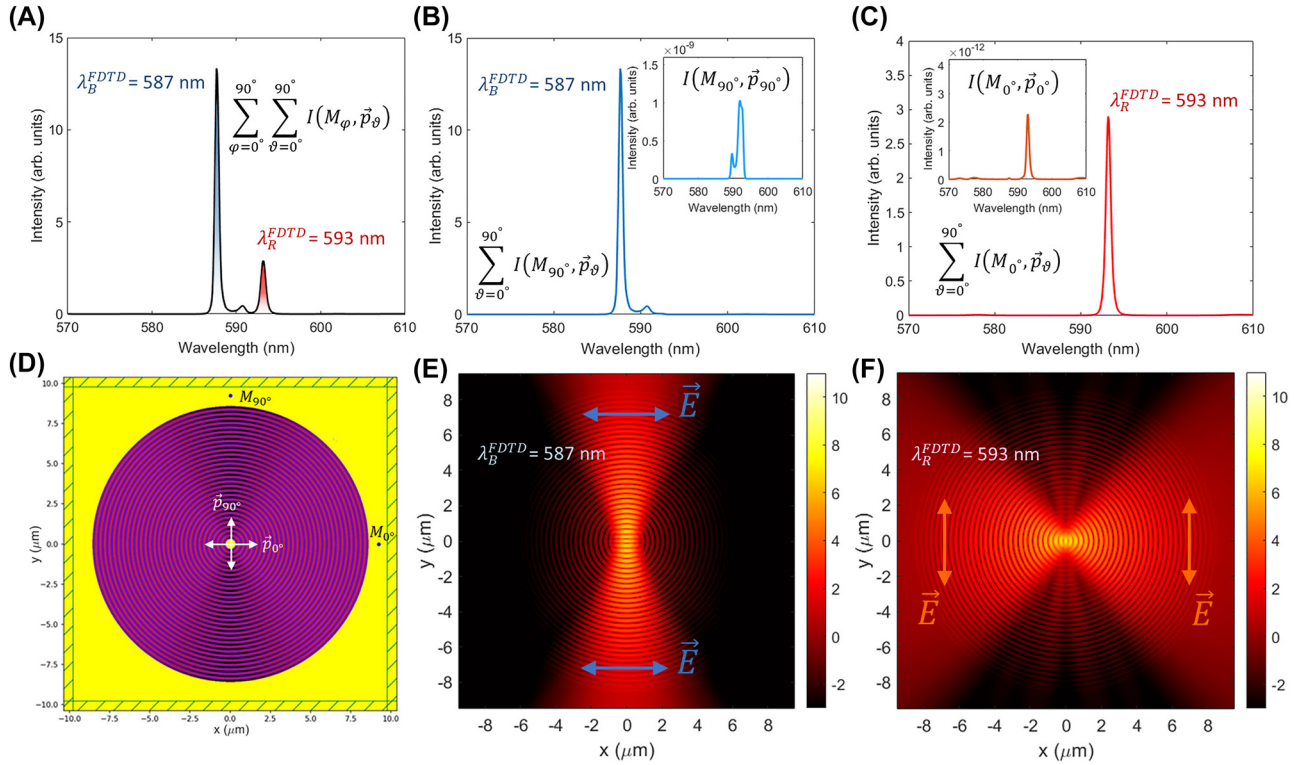 (A)
15
10
5
0
570
580
590
600
610
Intensity (arb. units)
Wavelength (nm)
λ_B^FDTD = 587 nm
∑_{φ=0°}^{90°} ∑_{ϑ=0°}^{90°} I(M_φ, p⃗_ϑ)
λ_R^FDTD = 593 nm
(B)
15
10
5
0
570
580
590
600
610
Intensity (arb. units)
Wavelength (nm)
λ_B^FDTD = 587 nm
∑_{ϑ=0°}^{90°} I(M_90°, p⃗_ϑ)
×10^-9
1.5
1
0.5
0
570
580
590
600
610
Intensity (arb. units)
Wavelength (nm)
I(M_90°, p⃗_90°)
(C)
4
3.5
3
2.5
2
1.5
1
0.5
0
570
580
590
600
610
Intensity (arb. units)
Wavelength (nm)
λ_R^FDTD = 593 nm
∑_{ϑ=0°}^{90°} I(M_0°, p⃗_ϑ)
×10^-12
4
2
0
570
580
590
600
610
Intensity (arb. units)
Wavelength (nm)
I(M_0°, p⃗_0°)
(D)
10.0
7.5
5.0
2.5
0.0
-2.5
-5.0
-7.5
-10.0
-10.0
-7.5
-5.0
-2.5
0.0
2.5
5.0
7.5
10.0
y (μm)
x (μm)
M_90°
M_0°
p⃗_90°
p⃗_0°
(E)
8
6
4
2
0
-2
-4
-6
-8
-8
-6
-4
-2
0
2
4
6
8
y (μm)
x (μm)
E⃗
λ_B^FDTD = 587 nm
E⃗
10
8
6
4
2
0
-2
(F)
8
6
4
2
0
-2
-4
-6
-8
-8
-6
-4
-2
0
2
4
6
8
y (μm)
x (μm)
λ_R^FDTD = 593 nm
E⃗
E⃗
10
8
6
4
2
0
-2